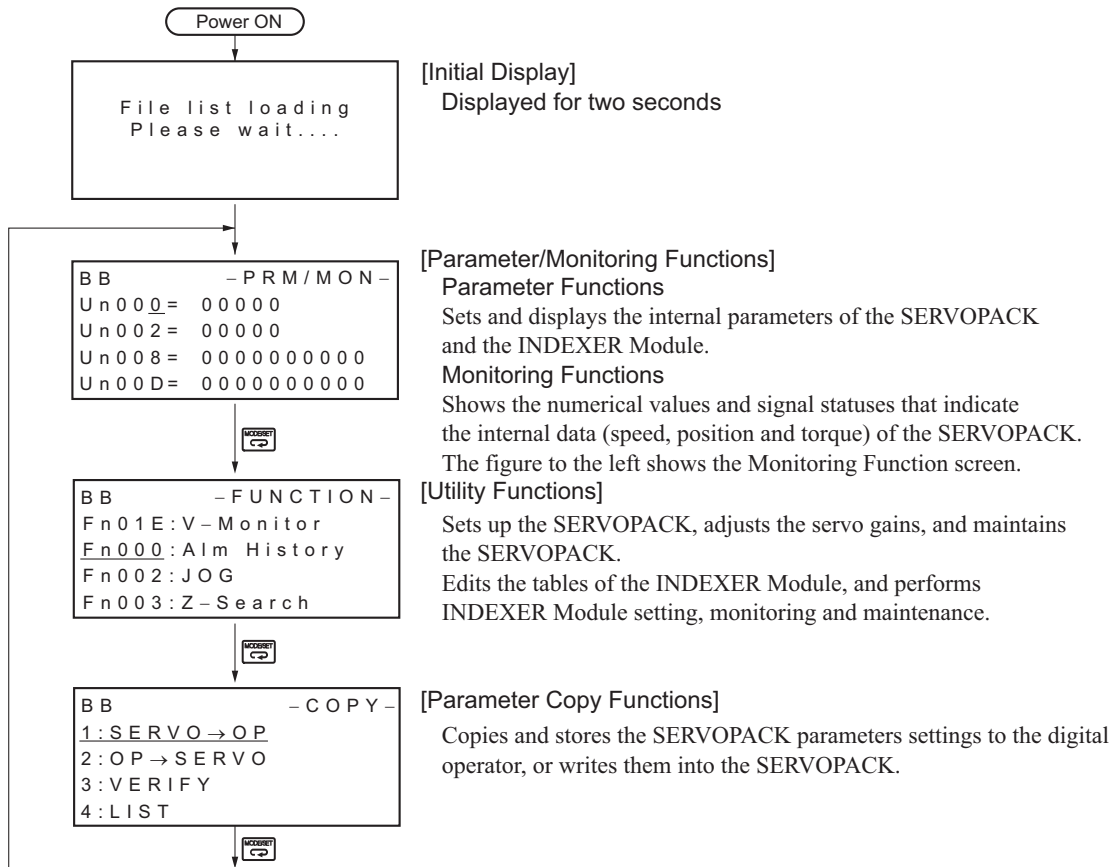 Power ON
File list loading
Please wait....
[Initial Display]
Displayed for two seconds
BB –PRM/MON–
Un000= 00000
Un002= 00000
Un008= 0000000000
Un00D= 0000000000
[Parameter/Monitoring Functions]
Parameter Functions
Sets and displays the internal parameters of the SERVOPACK
and the INDEXER Module.
Monitoring Functions
Shows the numerical values and signal statuses that indicate
the internal data (speed, position and torque) of the SERVOPACK.
The figure to the left shows the Monitoring Function screen.
MODE/SET
BB –FUNCTION–
Fn01E:V–Monitor
Fn000:Alm History
Fn002:JOG
Fn003:Z–Search
[Utility Functions]
Sets up the SERVOPACK, adjusts the servo gains, and maintains
the SERVOPACK.
Edits the tables of the INDEXER Module, and performs
INDEXER Module setting, monitoring and maintenance.
MODE/SET
BB –COPY–
1:SERVO→OP
2:OP→SERVO
3:VERIFY
4:LIST
[Parameter Copy Functions]
Copies and stores the SERVOPACK parameters settings to the digital
operator, or writes them into the SERVOPACK.
MODE/SET